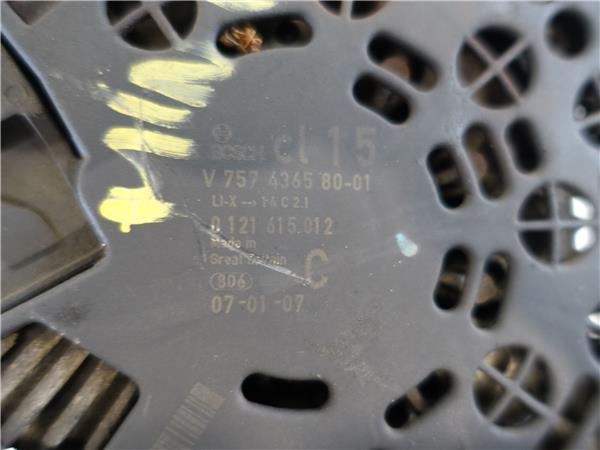 BOSCH cl 15
V 757 4365 80-01
LI-X → 14 C 2.1
0 121 615 012
Made in
Great Britain C
806
07-01-07